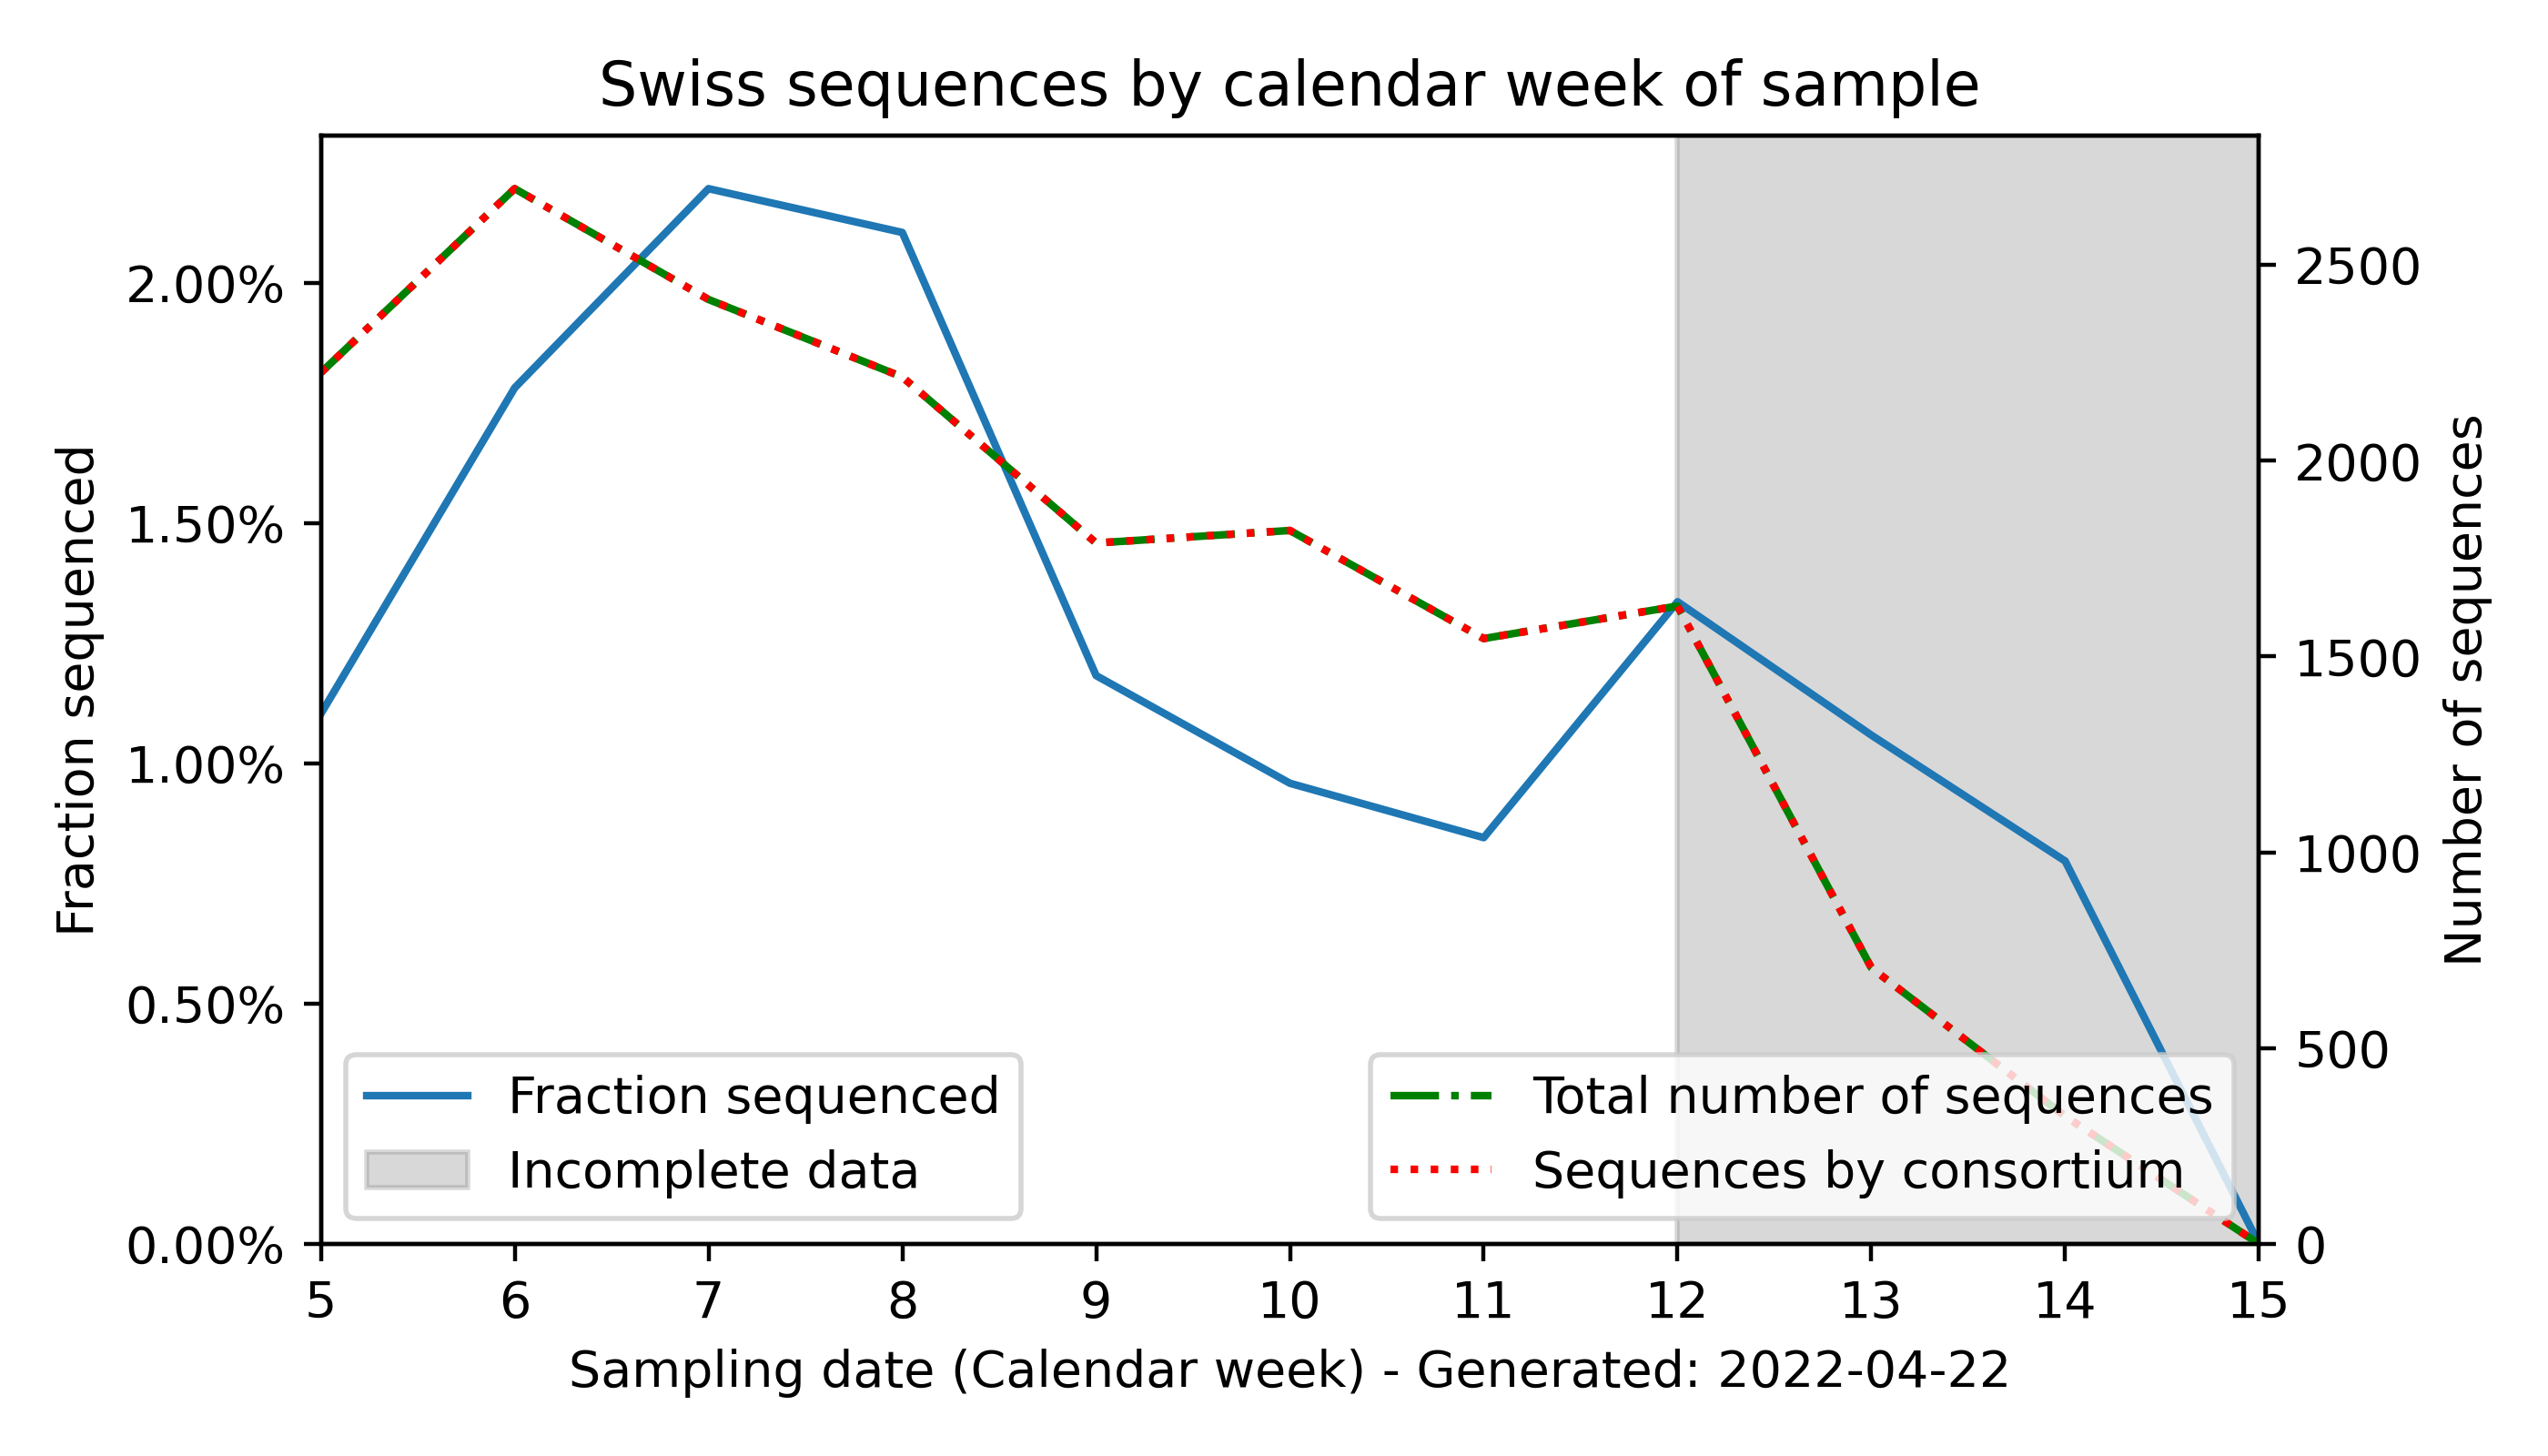 Swiss sequences by calendar week of sample
Fraction sequenced
2.00%
1.50%
1.00%
0.50%
0.00%
2500
2000
1500
1000
500
0
Number of sequences
Fraction sequenced
Incomplete data
Total number of sequences
Sequences by consortium
5 6 7 8 9 10 11 12 13 14 15
Sampling date (Calendar week) - Generated: 2022-04-22